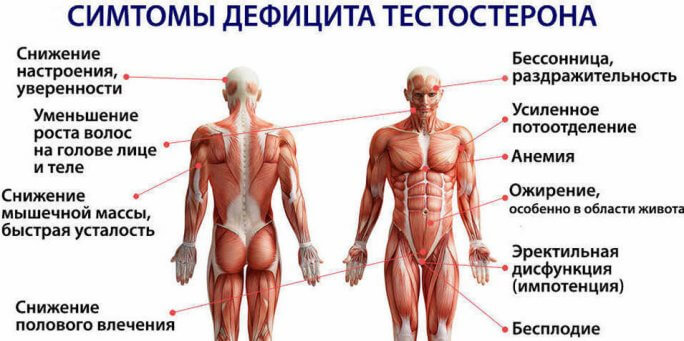 СИМТОМЫ ДЕФИЦИТА ТЕСТОСТЕРОНА
Снижение
настроения,
уверенности
Уменьшение
роста волос
на голове лице
и теле
Снижение
мышечной массы,
быстрая усталость
Снижение
полового влечения
Бессонница,
раздражительность
Усиленное
потоотделение
Анемия
Ожирение,
особенно в области живота
Эректильная
дисфункция
(импотенция)
Бесплодие